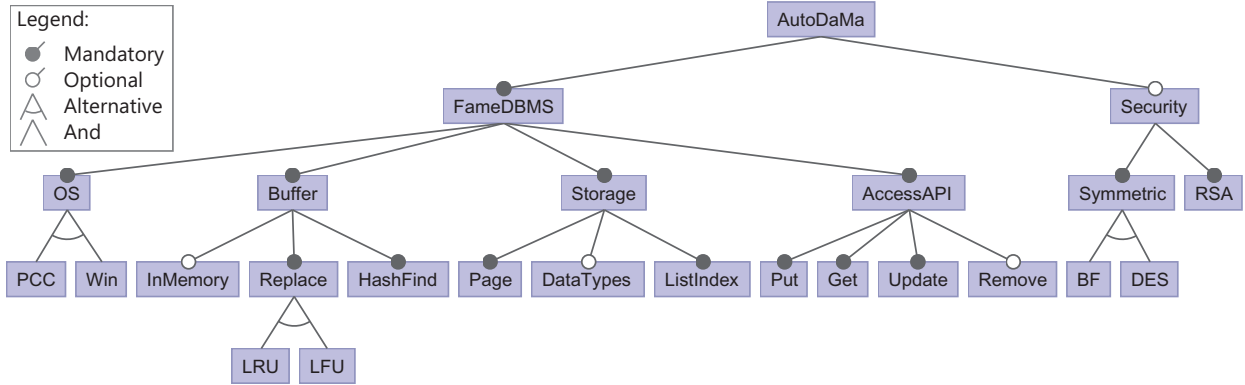 Legend:
Mandatory
Optional
Alternative
And
AutoDaMa
FameDBMS
Security
OS
Buffer
Storage
AccessAPI
Symmetric
RSA
PCC
Win
InMemory
Replace
HashFind
Page
DataTypes
ListIndex
Put
Get
Update
Remove
BF
DES
LRU
LFU